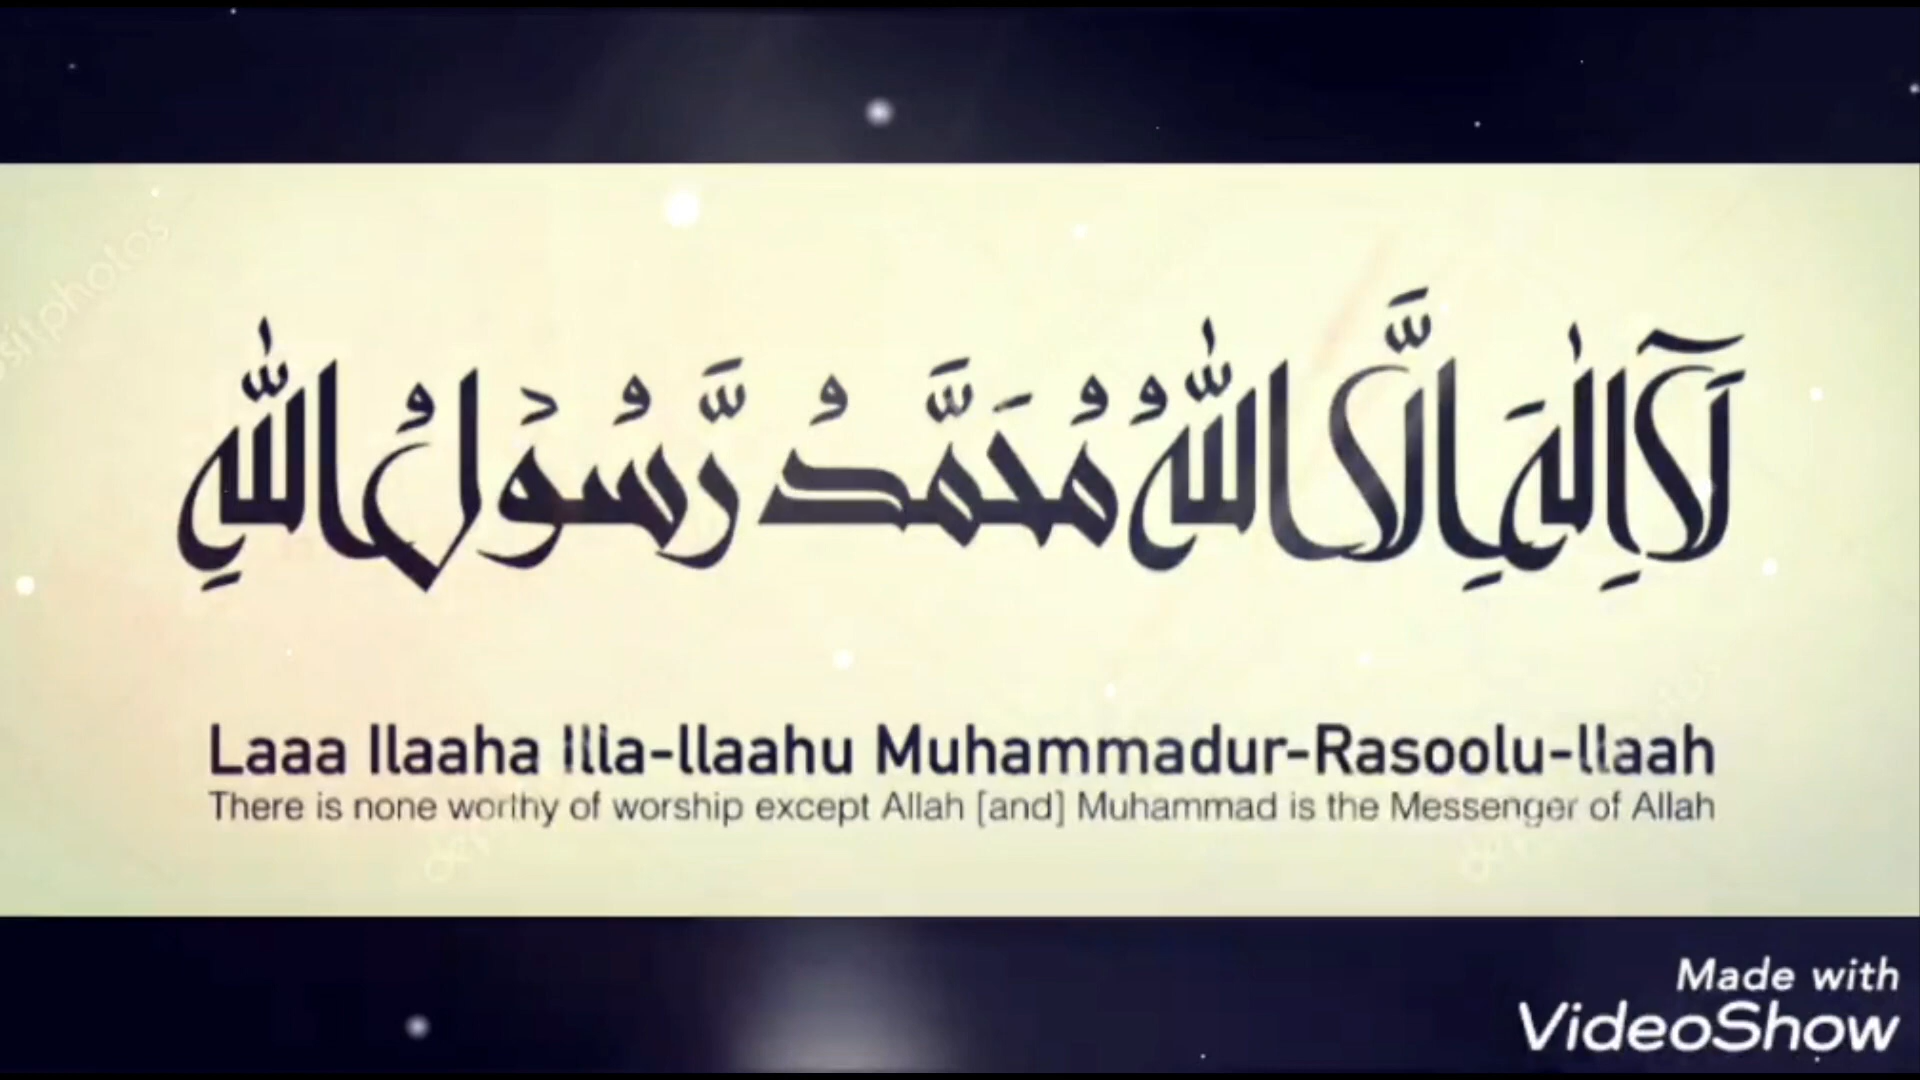 لَآ اِلٰهَ اِلَّا اللّٰهُ مُحَمَّدُ رَّسُوْلُ اللّٰهِ
Laaa Ilaaha Illa-llaahu Muhammadur-Rasoolu-llaah
There is none worthy of worship except Allah [and] Muhammad is the Messenger of Allah
Made with
VideoShow